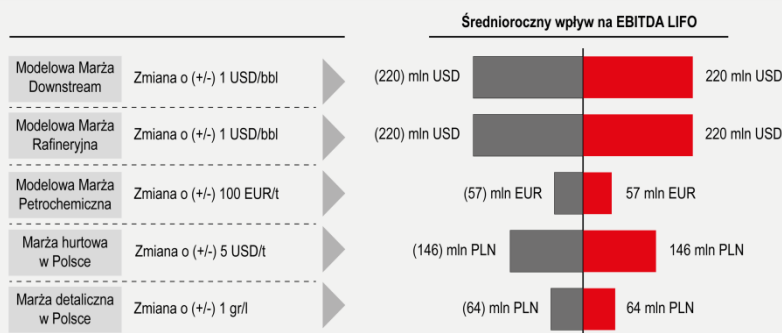 Średnioroczny wpływ na EBITDA LIFO
Modelowa Marża
Downstream
Zmiana o (+/-) 1 USD/bbl
(220) mln USD
220 mln USD
Modelowa Marża
Rafineryjna
Zmiana o (+/-) 1 USD/bbl
(220) mln USD
220 mln USD
Modelowa Marża
Petrochemiczna
Zmiana o (+/-) 100 EUR/t
(57) mln EUR
57 mln EUR
Marża hurtowa
w Polsce
Zmiana o (+/-) 5 USD/t
(146) mln PLN
146 mln PLN
Marża detaliczna
w Polsce
Zmiana o (+/-) 1 gr/l
(64) mln PLN
64 mln PLN